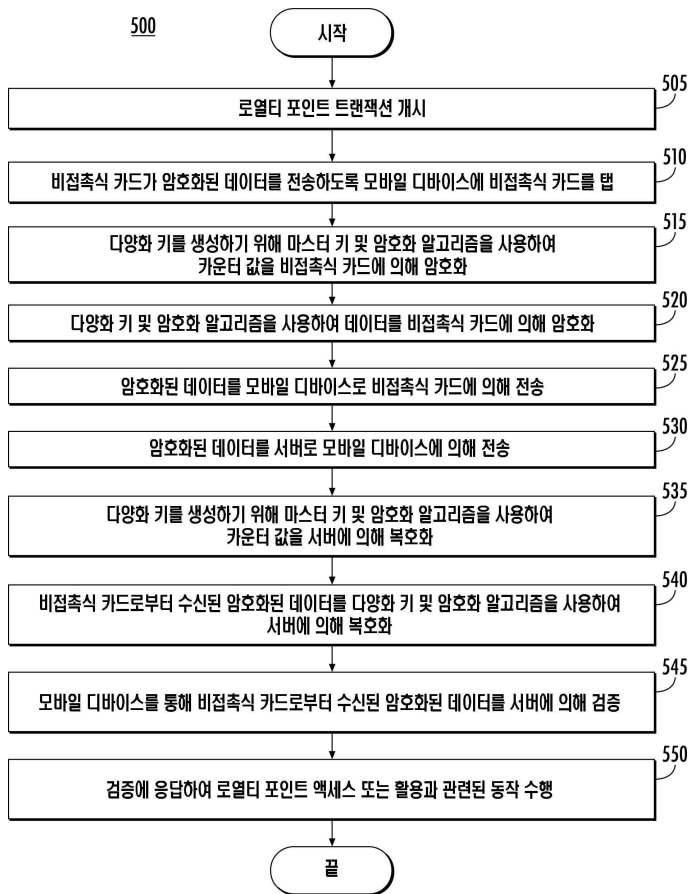 500
시작
505
로열티 포인트 트랜잭션 개시
510
비접촉식 카드가 암호화된 데이터를 전송하도록 모바일 디바이스에 비접촉식 카드를 탭
515
다양화 키를 생성하기 위해 마스터 키 및 암호화 알고리즘을 사용하여
카운터 값을 비접촉식 카드에 의해 암호화
520
다양화 키 및 암호화 알고리즘을 사용하여 데이터를 비접촉식 카드에 의해 암호화
525
암호화된 데이터를 모바일 디바이스로 비접촉식 카드에 의해 전송
530
암호화된 데이터를 서버로 모바일 디바이스에 의해 전송
535
다양화 키를 생성하기 위해 마스터 키 및 암호화 알고리즘을 사용하여
카운터 값을 서버에 의해 복호화
540
비접촉식 카드로부터 수신된 암호화된 데이터를 다양화 키 및 암호화 알고리즘을 사용하여
서버에 의해 복호화
545
모바일 디바이스를 통해 비접촉식 카드로부터 수신된 암호화된 데이터를 서버에 의해 검증
550
검증에 응답하여 로열티 포인트 액세스 또는 활용과 관련된 동작 수행
끝